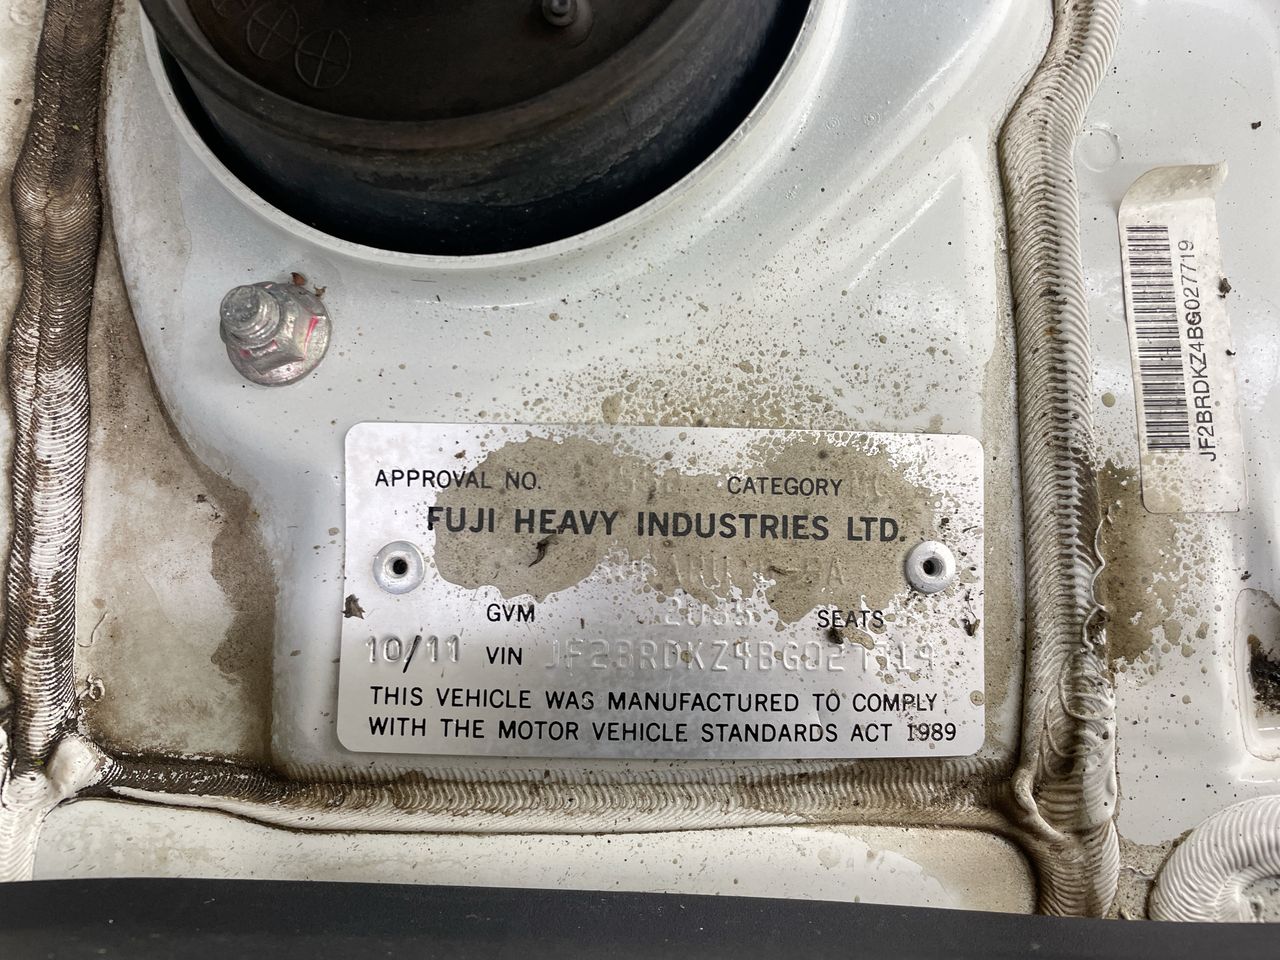 APPROVAL NO. CATEGORY
FUJI HEAVY INDUSTRIES LTD.
GVM SEATS
10/11 VIN JF2BRDKZ4BG027719
THIS VEHICLE WAS MANUFACTURED TO COMPLY
WITH THE MOTOR VEHICLE STANDARDS ACT 1989
JF2BRDKZ4BG027719